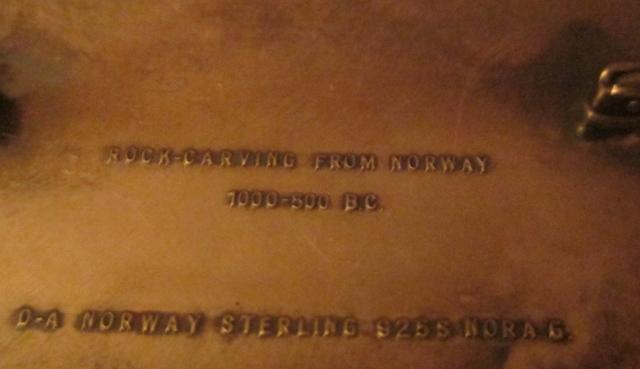 ROCK-CARVING FROM NORWAY
1000-500 B.C.
D-A NORWAY STERLING 925S NORA G.